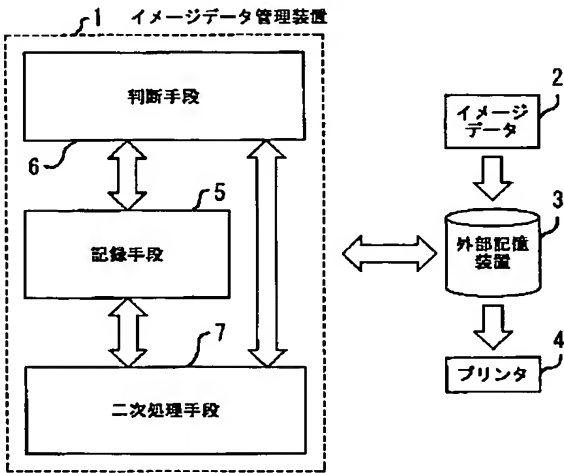 1 イメージデータ管理装置
判断手段
6
5
記録手段
7
二次処理手段
2
イメージ
データ
3
外部記憶
装置
4
プリンタ